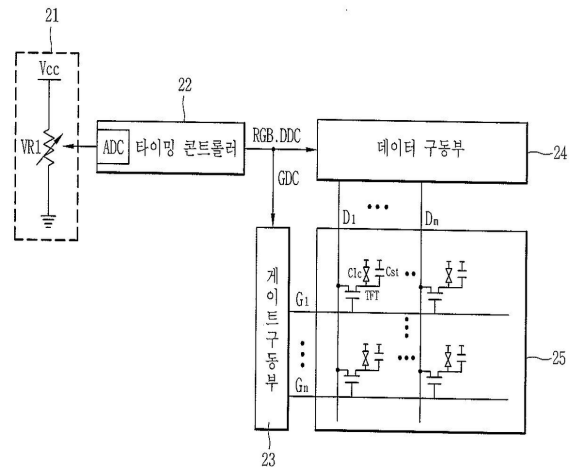 21
Vcc
VR1
22
ADC
타이밍 콘트롤러
RGB.DDC
GDC
데이터 구동부
24
D1
Dm
게이트구동부
23
G1
Gn
Clc
Cst
TFT
25